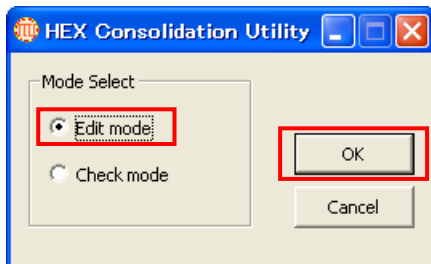 HEX Consolidation Utility
Mode Select
Edit mode
Check mode
OK
Cancel